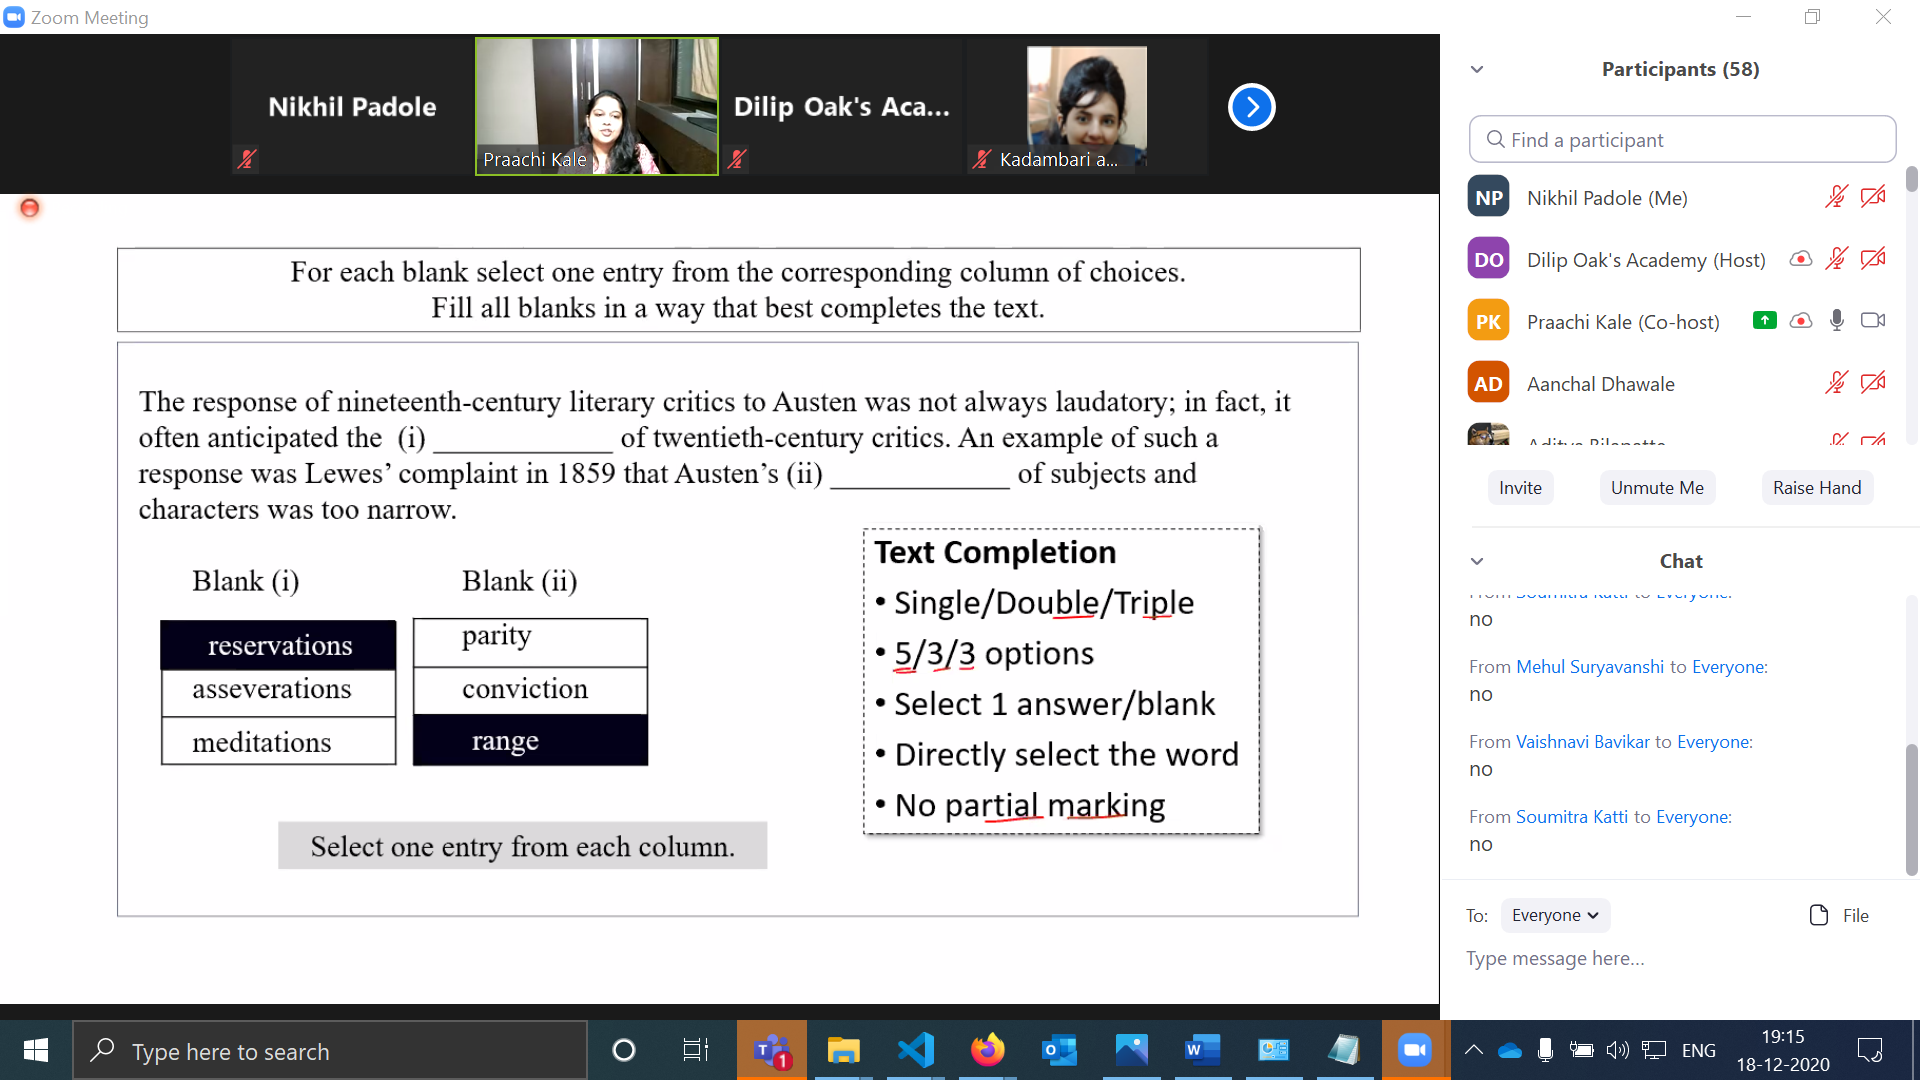 Zoom Meeting
Nikhil Padole
Praachi Kale
Dilip Oak's Aca...
Kadambari a...
For each blank select one entry from the corresponding column of choices.
Fill all blanks in a way that best completes the text.
The response of nineteenth-century literary critics to Austen was not always laudatory; in fact, it
often anticipated the (i) ____________ of twentieth-century critics. An example of such a
response was Lewes’ complaint in 1859 that Austen’s (ii) ____________ of subjects and
characters was too narrow.
Blank (i)
reservations
asseverations
meditations
Blank (ii)
parity
conviction
range
Select one entry from each column.
Text Completion
• Single/Double/Triple
• 5/3/3 options
• Select 1 answer/blank
• Directly select the word
• No partial marking
Participants (58)
Find a participant
NP Nikhil Padole (Me)
DO Dilip Oak's Academy (Host)
PK Praachi Kale (Co-host)
AD Aanchal Dhawale
Invite Unmute Me Raise Hand
Chat
From Soumitra Katti to Everyone:
no
From Mehul Suryavanshi to Everyone:
no
From Vaishnavi Bavikar to Everyone:
no
From Soumitra Katti to Everyone:
no
To: Everyone File
Type message here...
Type here to search
T 1
W
ENG
19:15
18-12-2020